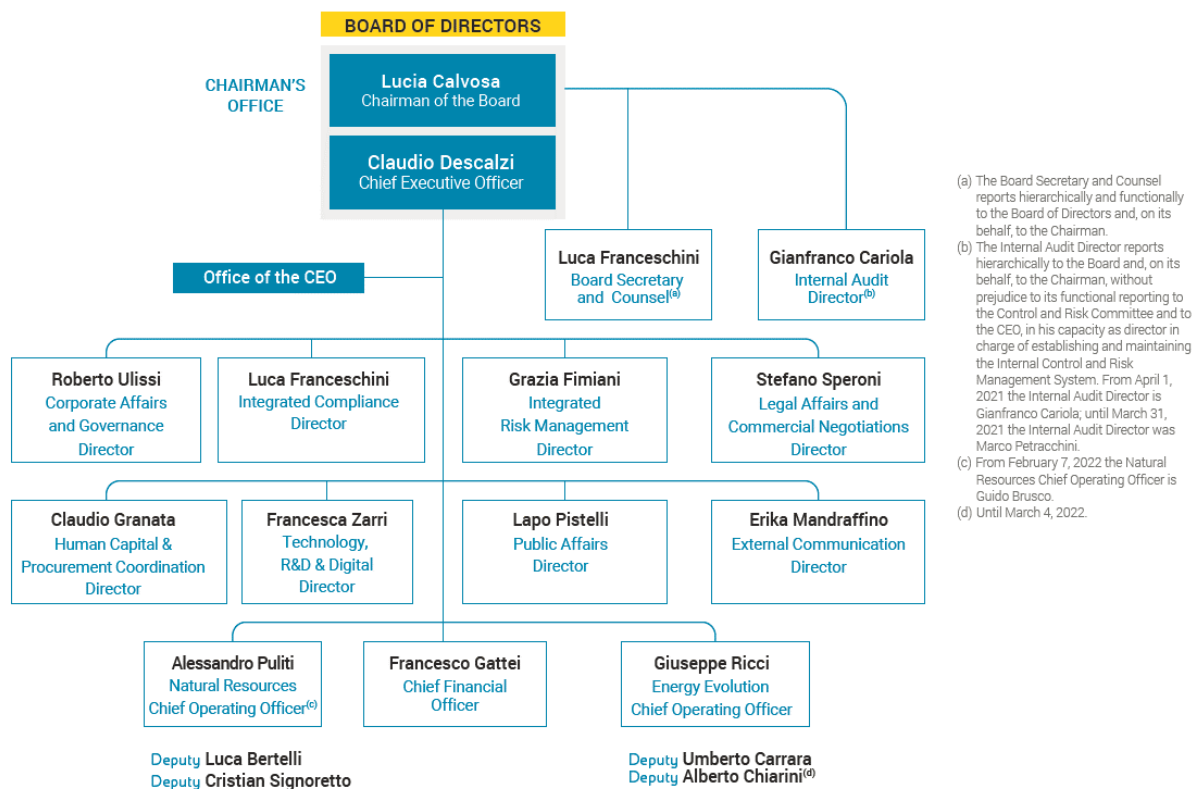 BOARD OF DIRECTORS
CHAIRMAN'S
OFFICE
Lucia Calvosa
Chairman of the Board
Claudio Descalzi
Chief Executive Officer
Office of the CEO
Luca Franceschini
Board Secretary
and Counsel(a)
Gianfranco Cariola
Internal Audit
Director(b)
Roberto Ulissi
Corporate Affairs
and Governance
Director
Luca Franceschini
Integrated Compliance
Director
Grazia Fimiani
Integrated
Risk Management
Director
Stefano Speroni
Legal Affairs and
Commercial Negotiations
Director
Claudio Granata
Human Capital &
Procurement Coordination
Director
Francesca Zarri
Technology,
R&D & Digital
Director
Lapo Pistelli
Public Affairs
Director
Erika Mandraffino
External Communication
Director
Alessandro Puliti
Natural Resources
Chief Operating Officer(c)
Francesco Gattei
Chief Financial
Officer
Giuseppe Ricci
Energy Evolution
Chief Operating Officer
Deputy Luca Bertelli
Deputy Cristian Signoretto
Deputy Umberto Carrara
Deputy Alberto Chiarini(d)
(a) The Board Secretary and Counsel
reports hierarchically and functionally
to the Board of Directors and, on its
behalf, to the Chairman.
(b) The Internal Audit Director reports
hierarchically to the Board and, on its
behalf, to the Chairman, without
prejudice to its functional reporting to
the Control and Risk Committee and to
the CEO, in his capacity as director in
charge of establishing and maintaining
the Internal Control and Risk
Management System. From April 1,
2021 the Internal Audit Director is
Gianfranco Cariola; until March 31,
2021 the Internal Audit Director was
Marco Petracchini.
(c) From February 7, 2022 the Natural
Resources Chief Operating Officer is
Guido Brusco.
(d) Until March 4, 2022.